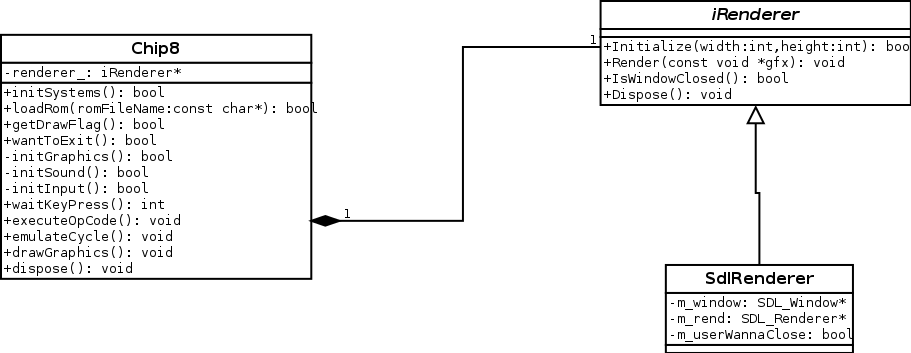 Chip8
-renderer_: iRenderer*
+initSystems(): bool
+loadRom(romFileName:const char*): bool
+getDrawFlag(): bool
+wantToExit(): bool
-initGraphics(): bool
-initSound(): bool
-initInput(): bool
+waitKeyPress(): int
+executeOpCode(): void
+emulateCycle(): void
+drawGraphics(): void
+dispose(): void
1
1
iRenderer
+Initialize(width:int,height:int): boo
+Render(const void *gfx): void
+IsWindowClosed(): bool
+Dispose(): void
SdlRenderer
-m_window: SDL_Window*
-m_rend: SDL_Renderer*
-m_userWannaClose: bool